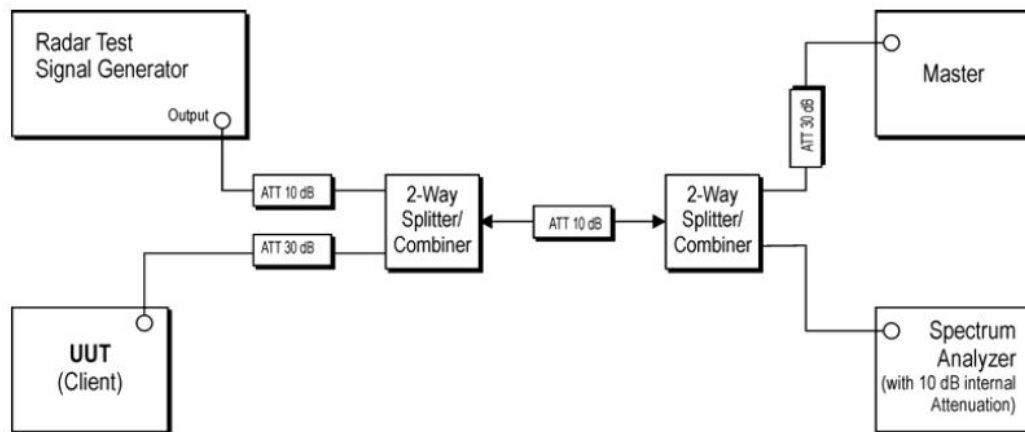 Radar Test
Signal Generator
Output
ATT 10 dB
ATT 30 dB
UUT
(Client)
2-Way
Splitter/
Combiner
ATT 10 dB
2-Way
Splitter/
Combiner
ATT 30 dB
Master
Spectrum
Analyzer
(with 10 dB internal
Attenuation)